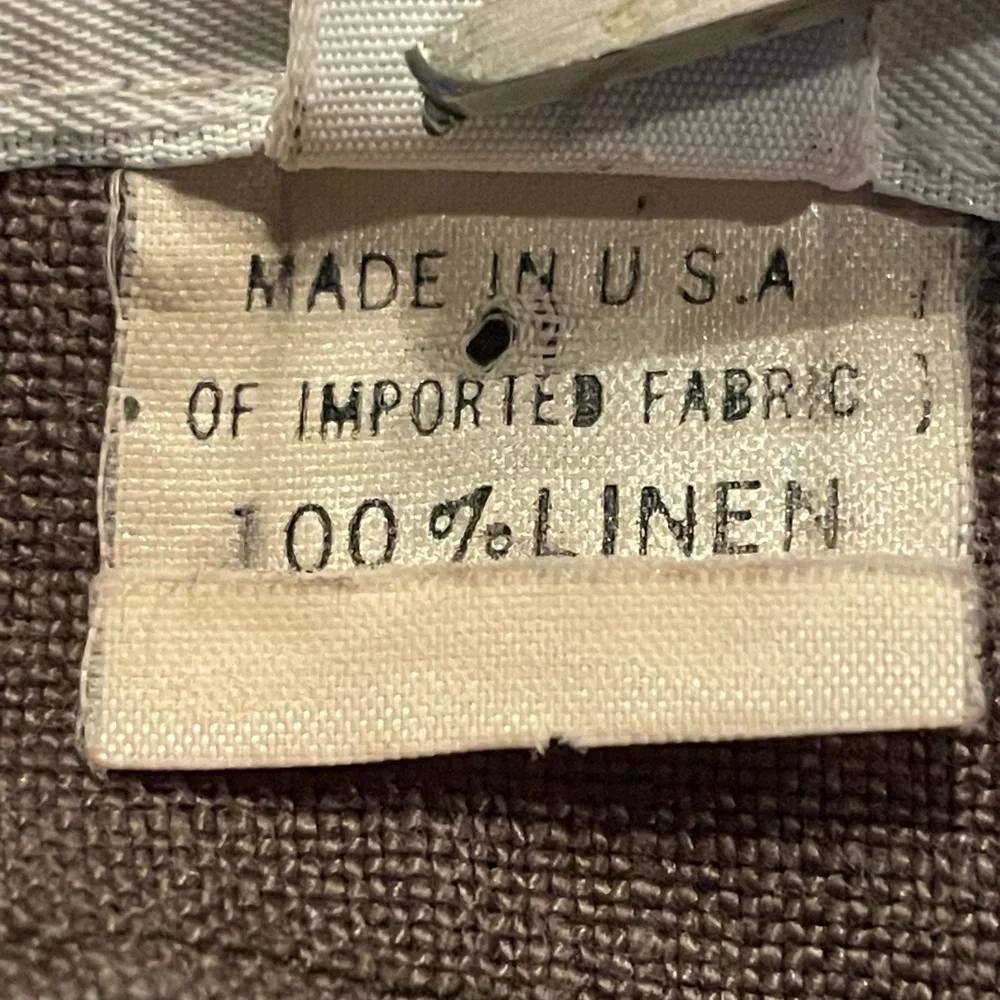 MADE IN U S.A
OF IMPORTED FABRIC
100% LINEN